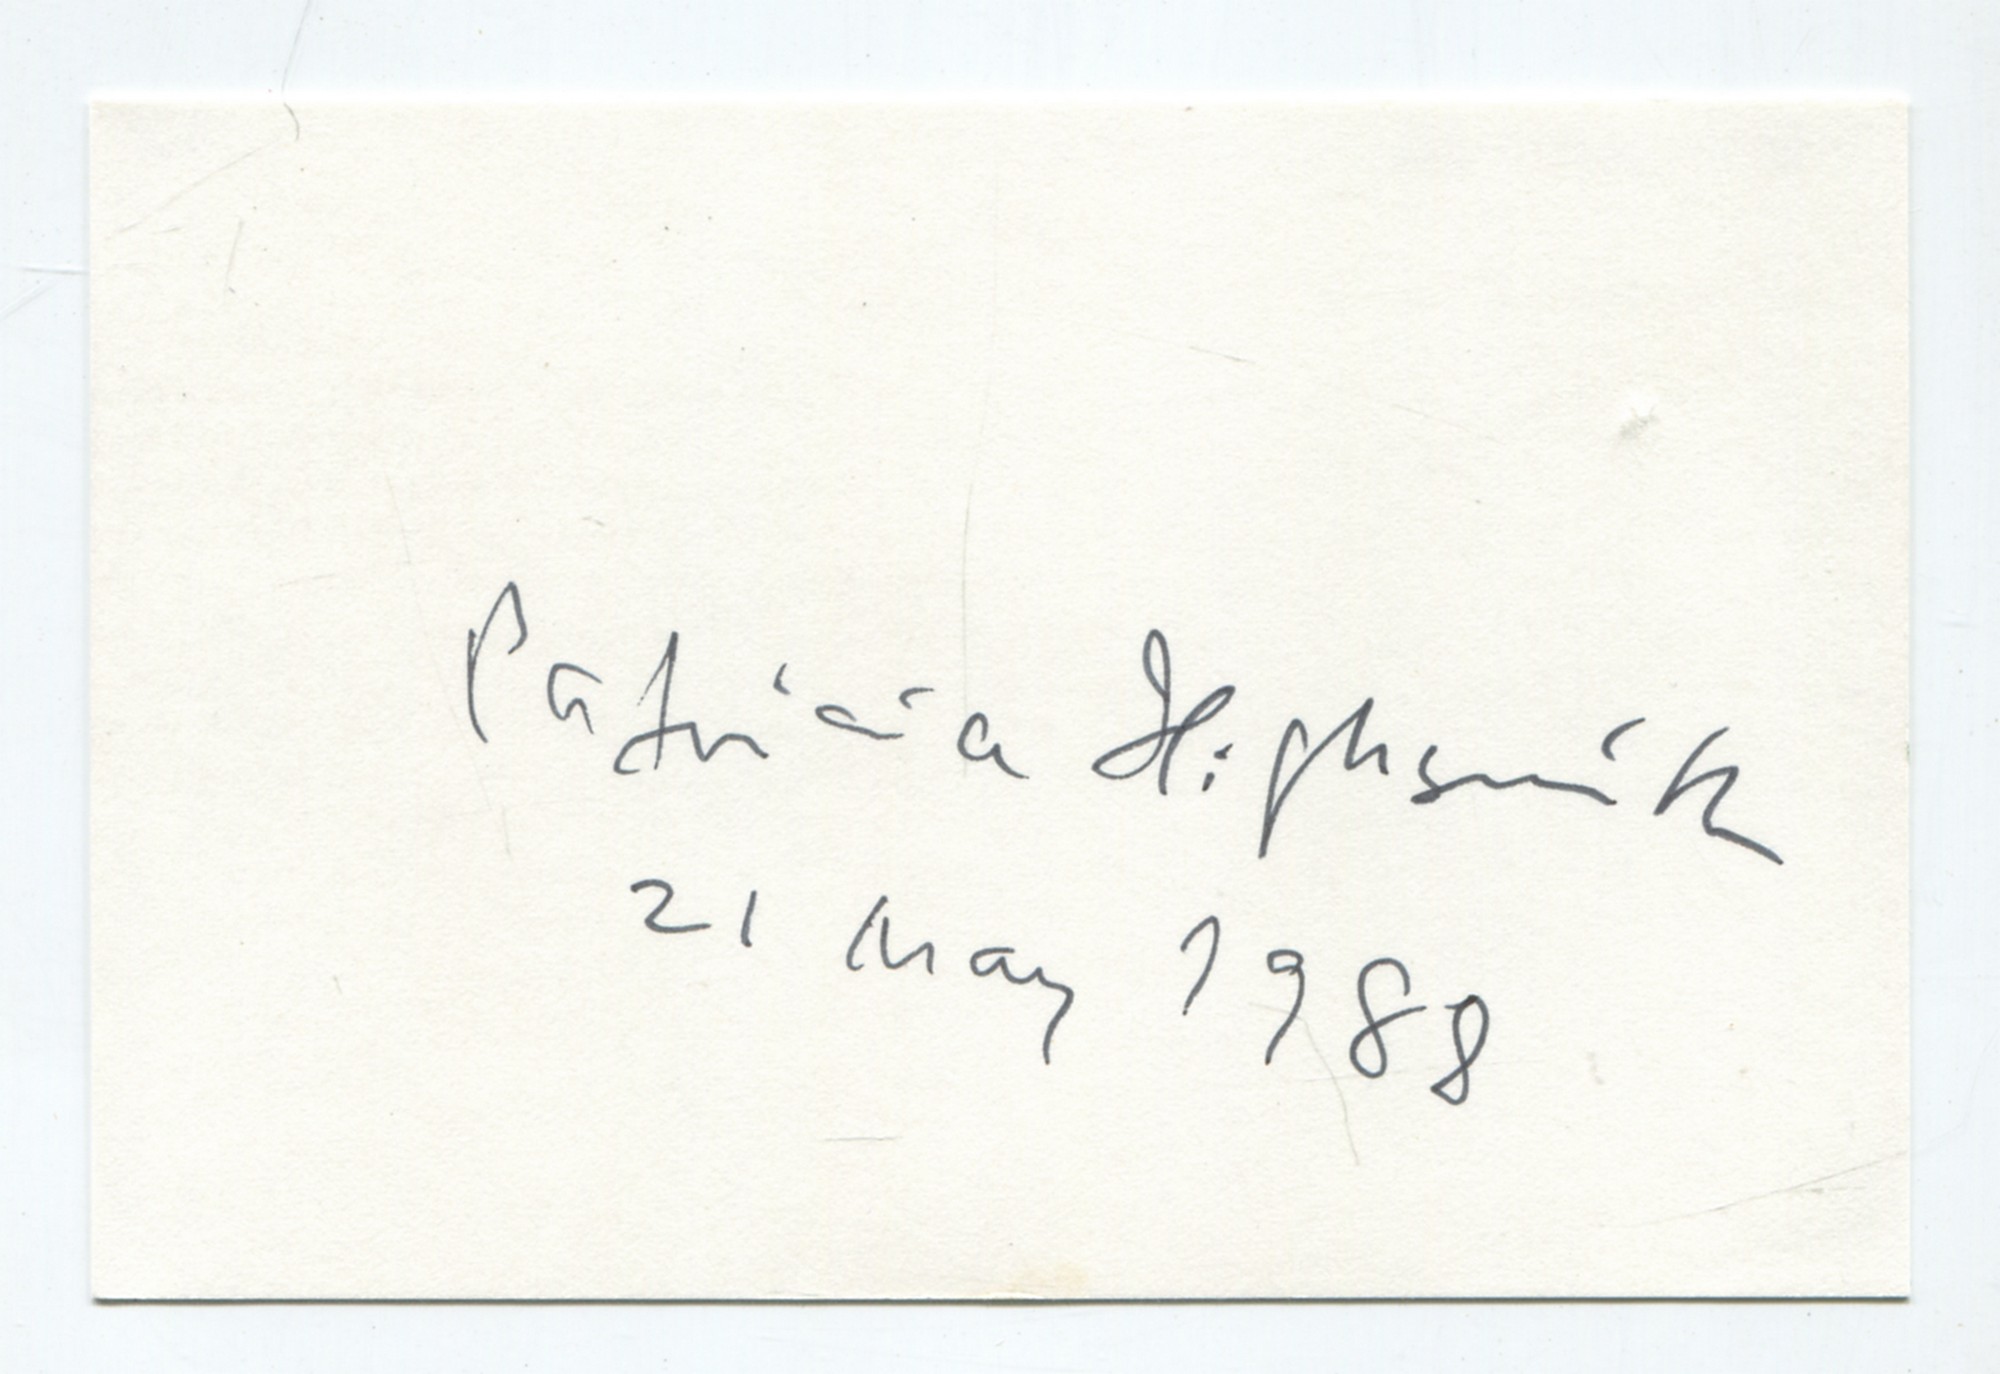 Patricia Highsmith
21 May 1988